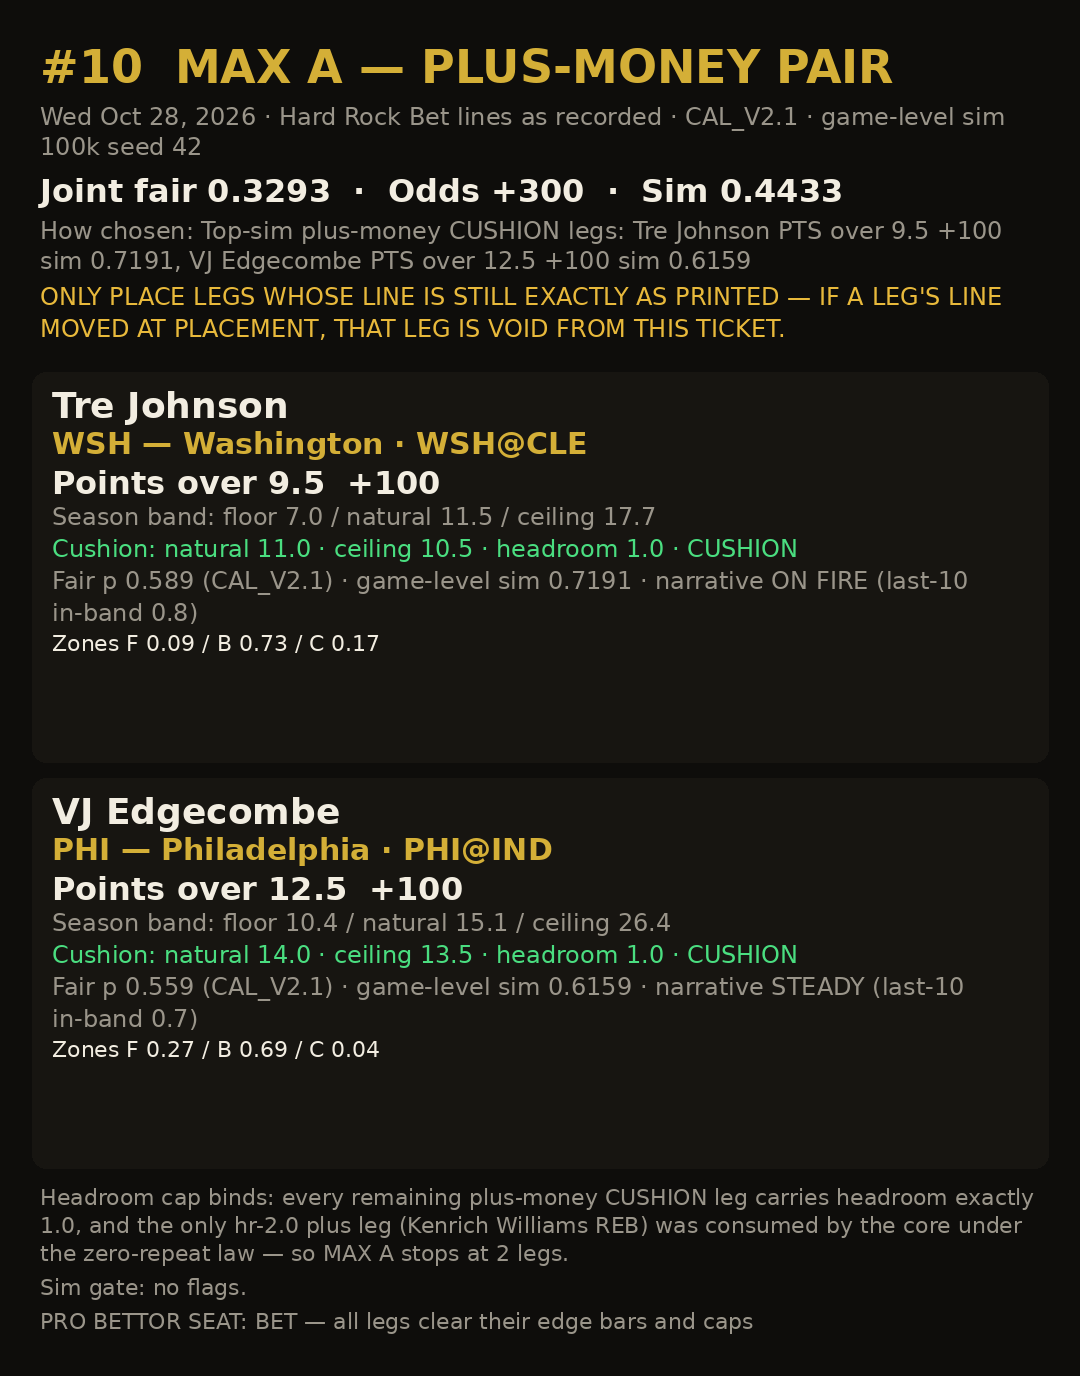 #10  MAX A — PLUS-MONEY PAIR
Wed Oct 28, 2026 · Hard Rock Bet lines as recorded · CAL_V2.1 · game-level sim
100k seed 42
Joint fair 0.3293  ·  Odds +300  ·  Sim 0.4433
How chosen: Top-sim plus-money CUSHION legs: Tre Johnson PTS over 9.5 +100
sim 0.7191, VJ Edgecombe PTS over 12.5 +100 sim 0.6159
ONLY PLACE LEGS WHOSE LINE IS STILL EXACTLY AS PRINTED — IF A LEG'S LINE
MOVED AT PLACEMENT, THAT LEG IS VOID FROM THIS TICKET.
Tre Johnson
WSH — Washington · WSH@CLE
Points over 9.5  +100
Season band: floor 7.0 / natural 11.5 / ceiling 17.7
Cushion: natural 11.0 · ceiling 10.5 · headroom 1.0 · CUSHION
Fair p 0.589 (CAL_V2.1) · game-level sim 0.7191 · narrative ON FIRE (last-10
in-band 0.8)
Zones F 0.09 / B 0.73 / C 0.17
VJ Edgecombe
PHI — Philadelphia · PHI@IND
Points over 12.5  +100
Season band: floor 10.4 / natural 15.1 / ceiling 26.4
Cushion: natural 14.0 · ceiling 13.5 · headroom 1.0 · CUSHION
Fair p 0.559 (CAL_V2.1) · game-level sim 0.6159 · narrative STEADY (last-10
in-band 0.7)
Zones F 0.27 / B 0.69 / C 0.04
Headroom cap binds: every remaining plus-money CUSHION leg carries headroom exactly
1.0, and the only hr-2.0 plus leg (Kenrich Williams REB) was consumed by the core under
the zero-repeat law — so MAX A stops at 2 legs.
Sim gate: no flags.
PRO BETTOR SEAT: BET — all legs clear their edge bars and caps